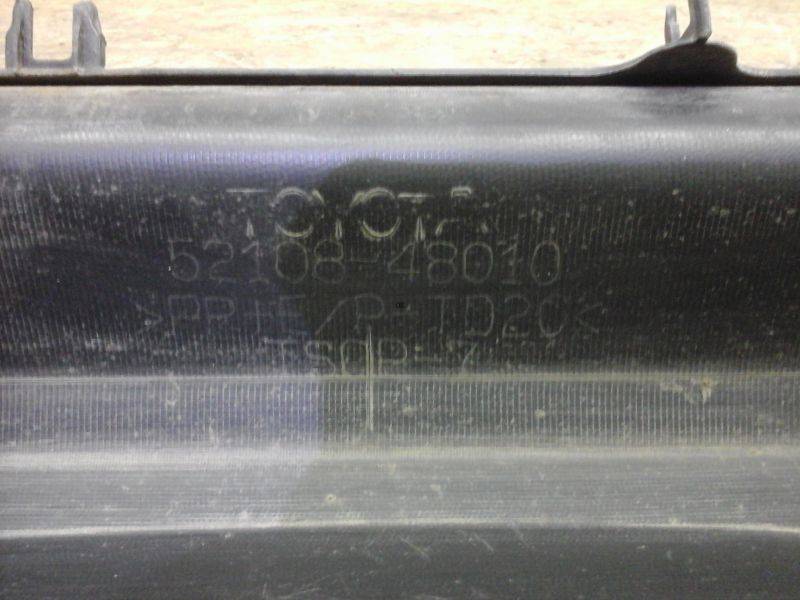 TOYOTA
52108-48010
>PP+E/P-TD20<
TSOP-7